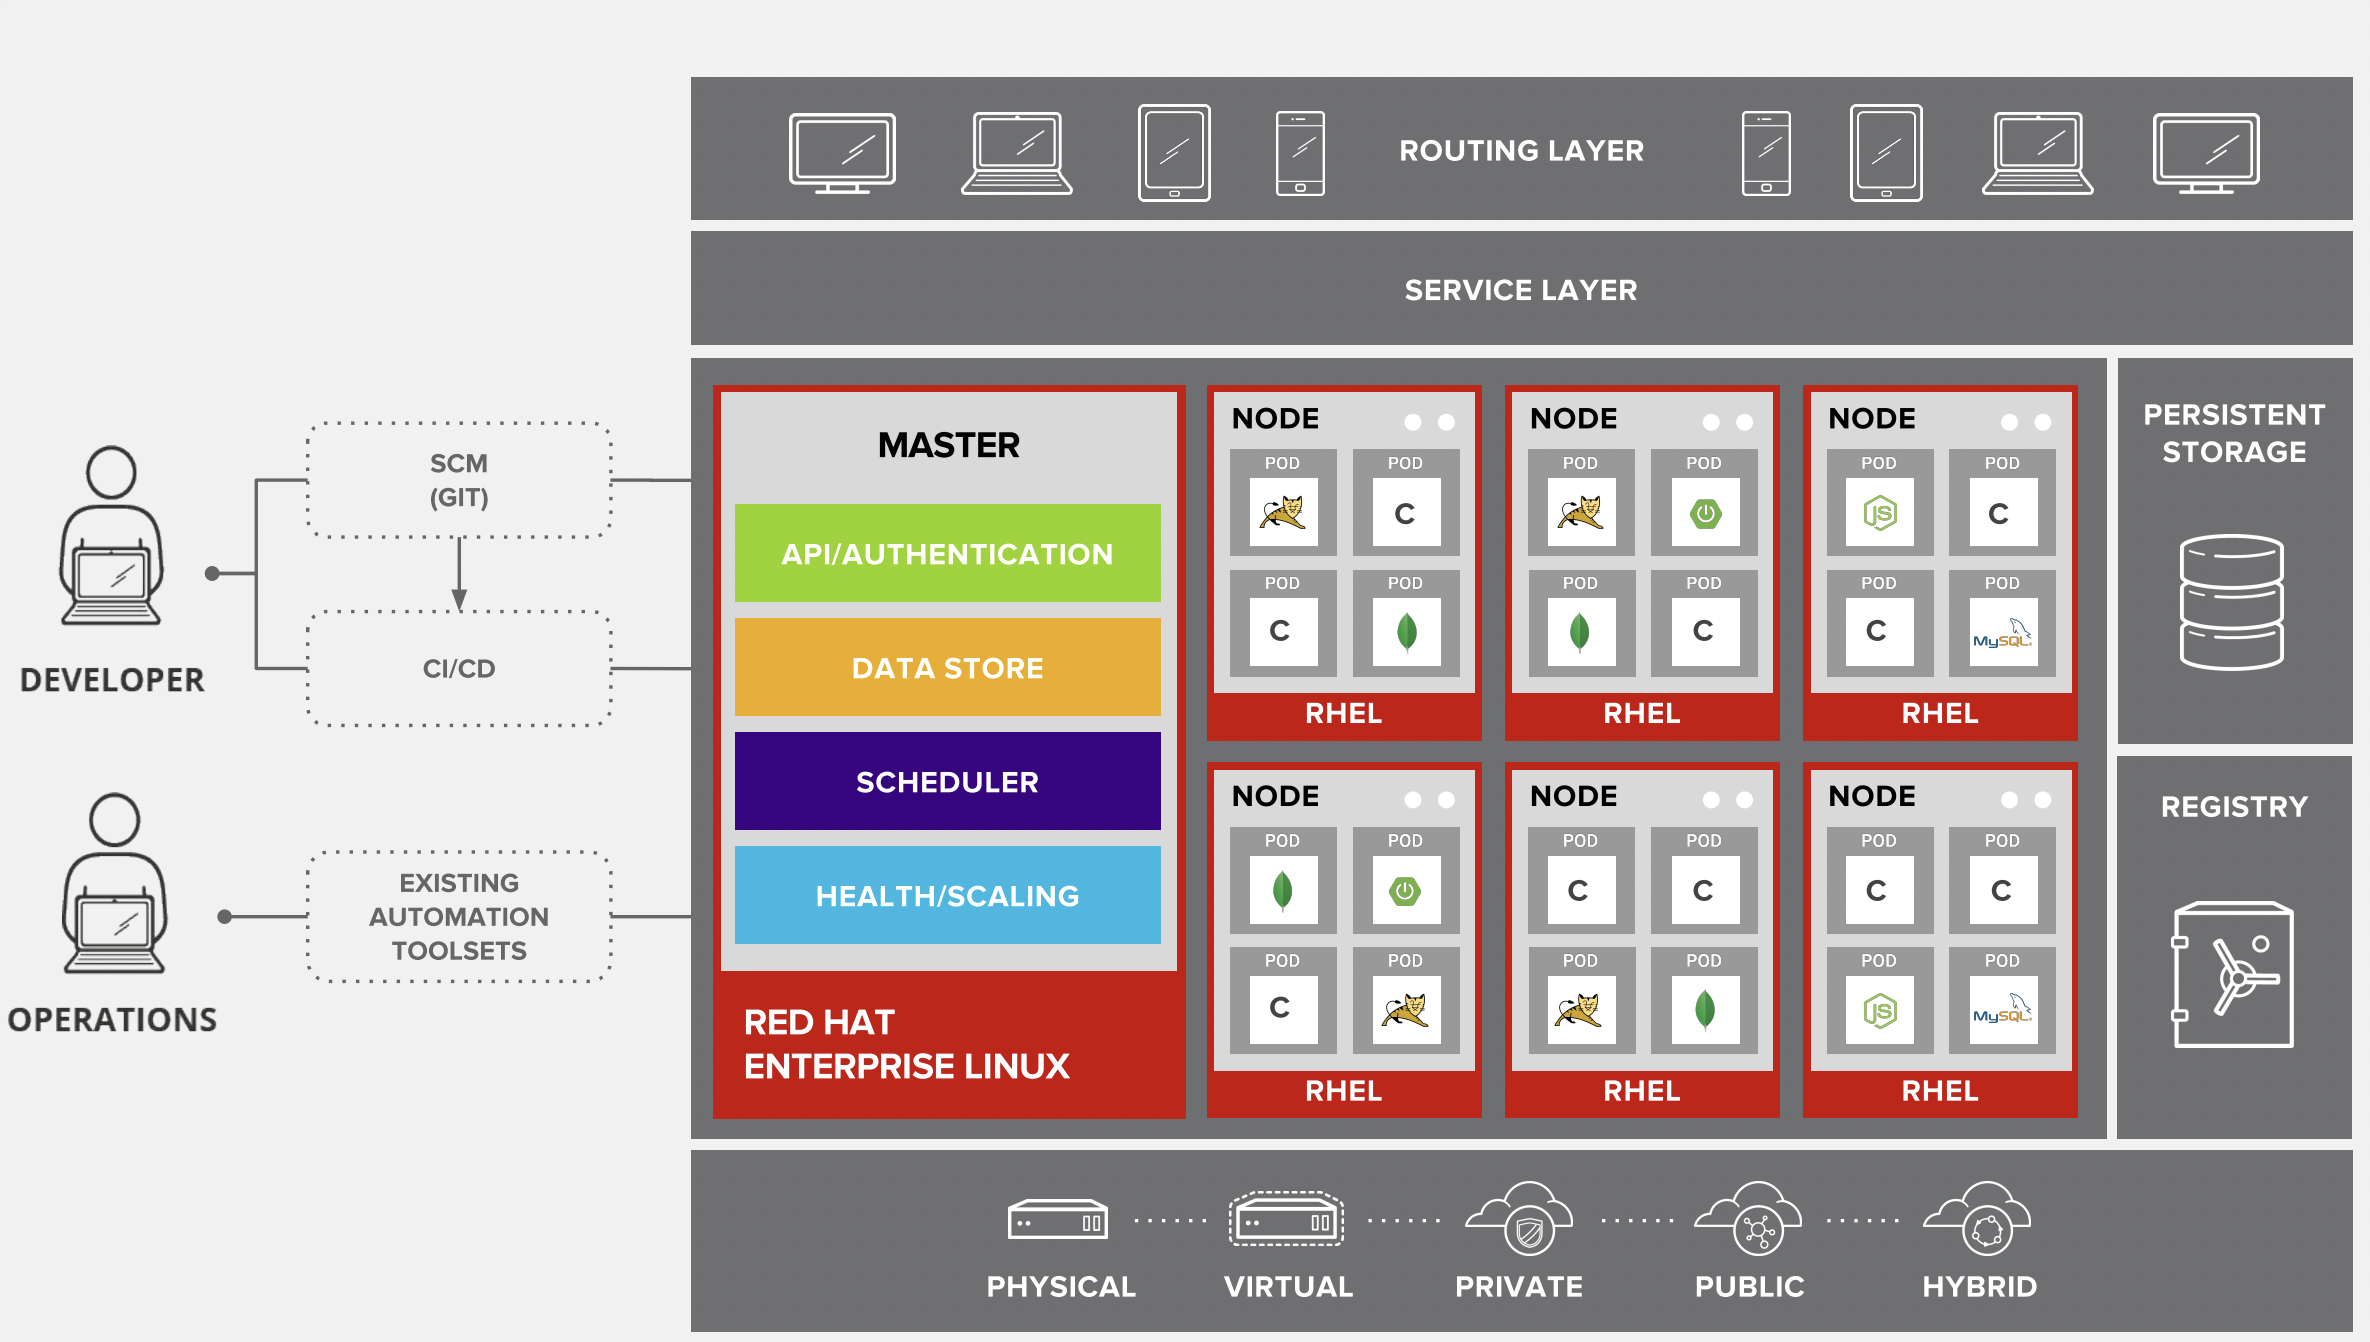 ROUTING LAYER
SERVICE LAYER
DEVELOPER
SCM
(GIT)
CI/CD
OPERATIONS
EXISTING
AUTOMATION
TOOLSETS
MASTER
API/AUTHENTICATION
DATA STORE
SCHEDULER
HEALTH/SCALING
RED HAT
ENTERPRISE LINUX
NODE
POD
POD
C
POD
POD
C
RHEL
NODE
POD
POD
POD
POD
C
RHEL
NODE
POD
POD
JS
C
POD
POD
C
MySQL
RHEL
NODE
POD
POD
POD
POD
C
RHEL
NODE
POD
POD
C
C
POD
POD
RHEL
NODE
POD
POD
C
C
POD
POD
JS
MySQL
RHEL
PERSISTENT
STORAGE
REGISTRY
PHYSICAL
VIRTUAL
PRIVATE
PUBLIC
HYBRID